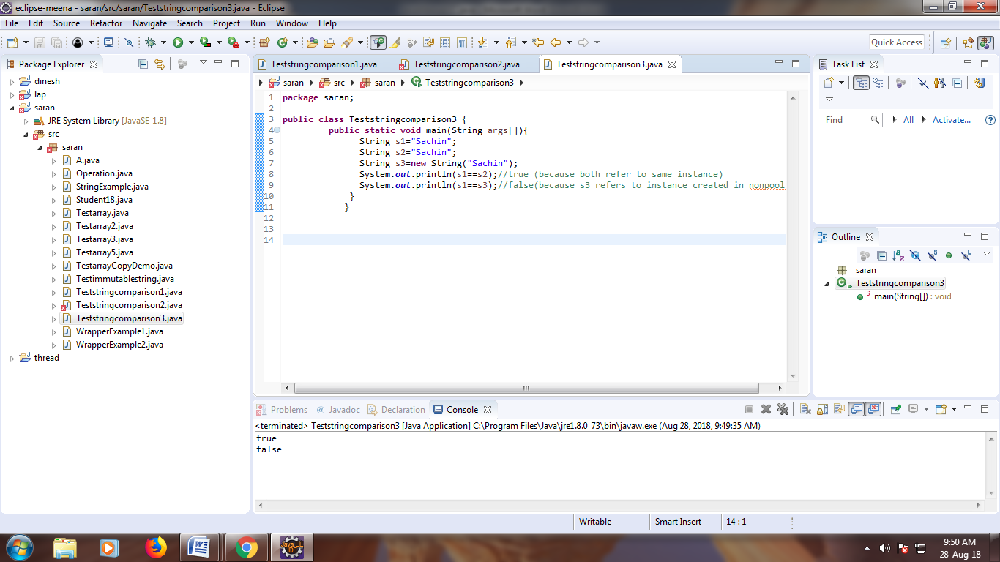 eclipse-meena - saran/src/saran/Teststringcomparison3.java - Eclipse
File Edit Source Refactor Navigate Search Project Run Window Help
Quick Access
Package Explorer
dinesh
lap
saran
JRE System Library [JavaSE-1.8]
src
saran
A.java
Operation.java
StringExample.java
Student18.java
Testarray.java
Testarray2.java
Testarray3.java
Testarray5.java
TestarrayCopyDemo.java
Testimmutablestring.java
Teststringcomparison1.java
Teststringcomparison2.java
Teststringcomparison3.java
WrapperExample1.java
WrapperExample2.java
thread
Teststringcomparison1.java Teststringcomparison2.java Teststringcomparison3.java
saran src saran Teststringcomparison3
1 package saran;
2
3 public class Teststringcomparison3 {
4 public static void main(String args[]){
5 String s1="Sachin";
6 String s2="Sachin";
7 String s3=new String("Sachin");
8 System.out.println(s1==s2);//true (because both refer to same instance)
9 System.out.println(s1==s3);//false(because s3 refers to instance created in nonpool
10 }
11 }
12
13
14
Task List
Find All Activate...
Outline
saran
Teststringcomparison3
main(String[]) : void
Problems Javadoc Declaration Console
<terminated> Teststringcomparison3 [Java Application] C:\Program Files\Java\jre1.8.0_73\bin\javaw.exe (Aug 28, 2018, 9:49:35 AM)
true
false
Writable Smart Insert 14 : 1
Java EE
IDE
9:50 AM
28-Aug-18